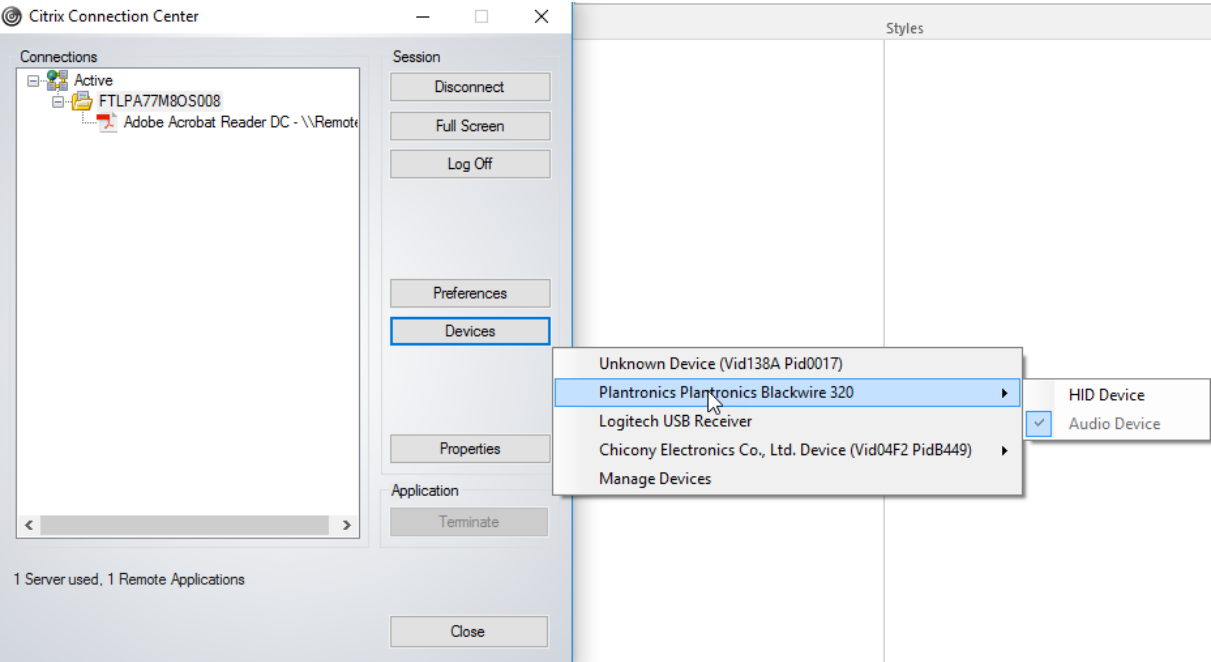 Citrix Connection Center
Styles
Connections
Active
FTLPA77M8OS008
Adobe Acrobat Reader DC - \\Remote
Session
Disconnect
Full Screen
Log Off
Preferences
Devices
Unknown Device (Vid138A Pid0017)
Plantronics Plantronics Blackwire 320
Logitech USB Receiver
Chicony Electronics Co., Ltd. Device (Vid04F2 PidB449)
Manage Devices
HID Device
Audio Device
Properties
Application
Terminate
1 Server used, 1 Remote Applications
Close